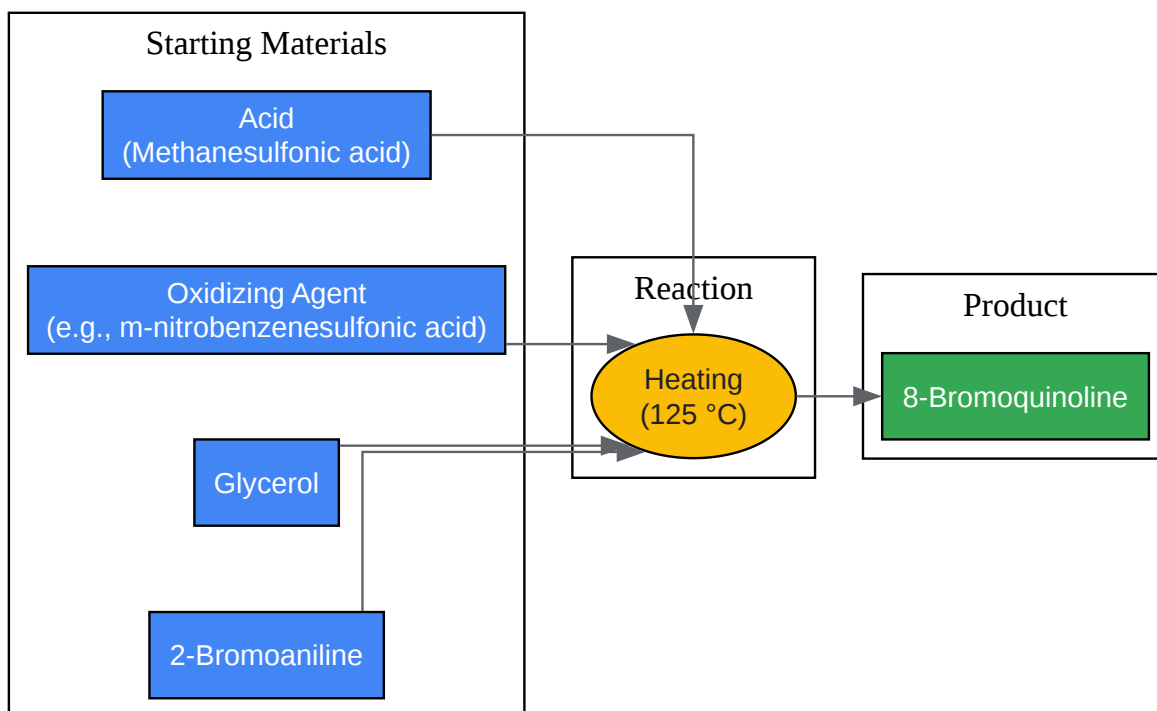 Starting Materials
Acid
(Methanesulfonic acid)
Oxidizing Agent
(e.g., m-nitrobenzenesulfonic acid)
Glycerol
2-Bromoaniline
Reaction
Heating
(125 °C)
Product
8-Bromoquinoline